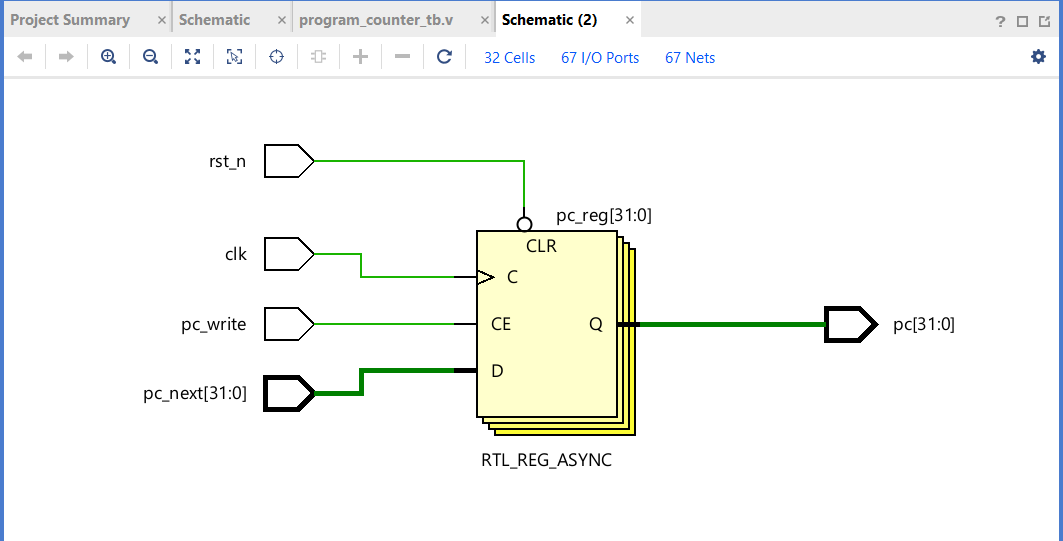 Project Summary × Schematic × program_counter_tb.v × Schematic (2) × ?
32 Cells 67 I/O Ports 67 Nets
rst_n
pc_reg[31:0]
CLR
clk
C
pc_write
CE
Q
pc[31:0]
D
pc_next[31:0]
RTL_REG_ASYNC